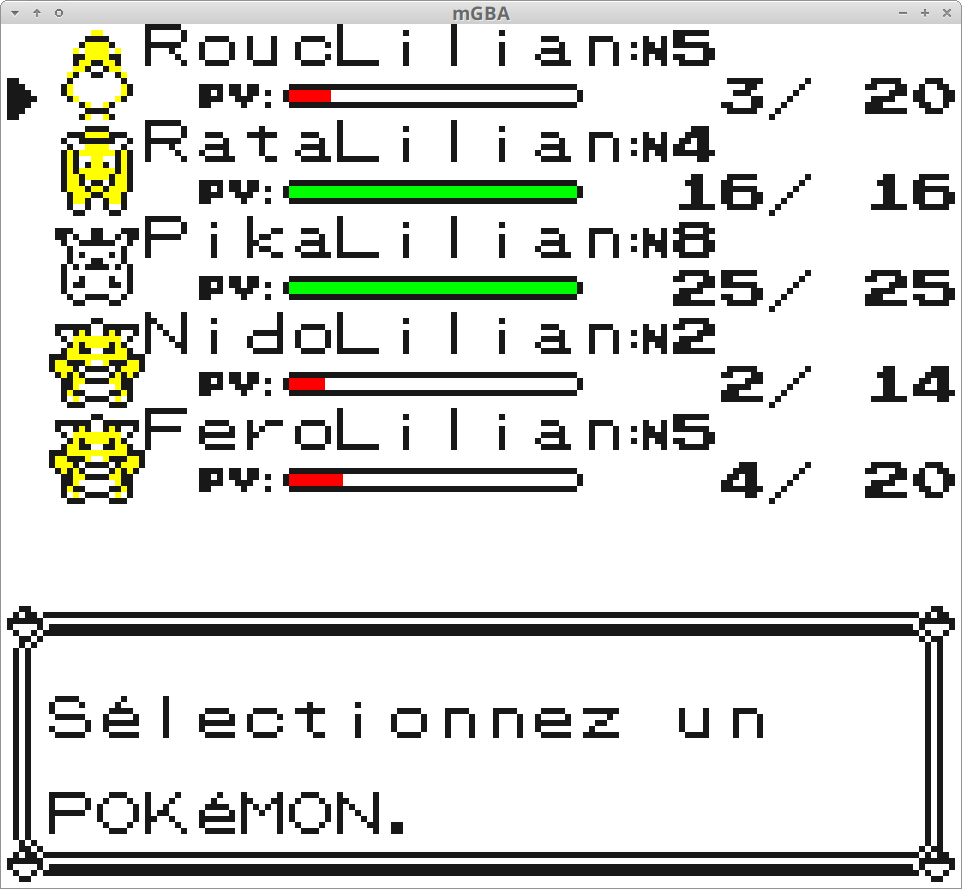 mGBA
RoucLilian:N5
PV: 3/ 20
RataLilian:N4
PV: 16/ 16
PikaLilian:N8
PV: 25/ 25
NidoLilian:N2
PV: 2/ 14
FeroLilian:N5
PV: 4/ 20
Sélectionnez un
POKéMON.